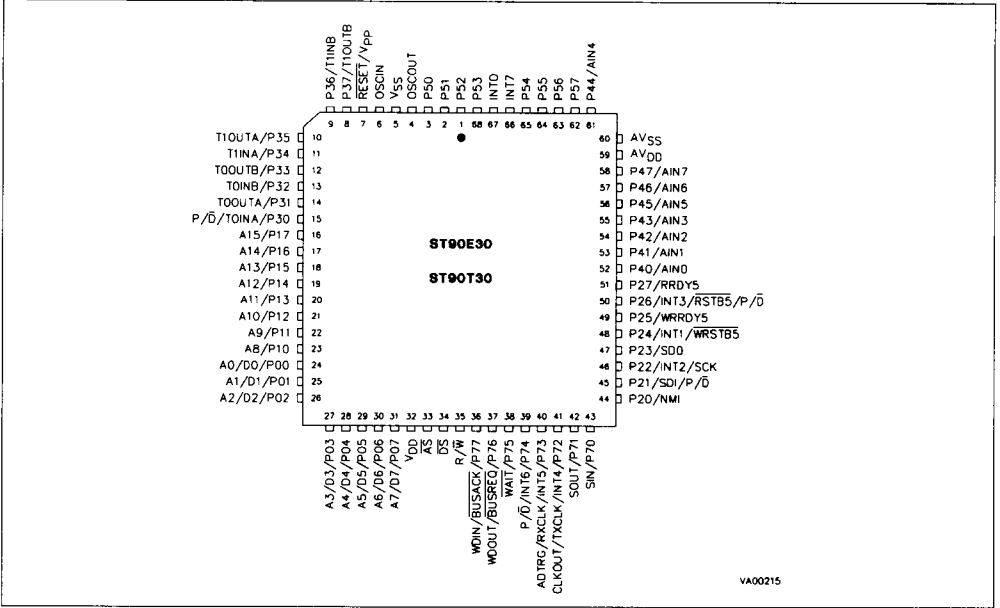 P36/T1INB
P37/T1OUTB
RESET/VPP
OSCIN
VSS
OSCOUT
P50
P51
P52
P53
INT0
INT7
P54
P55
P56
P57
P44/AIN4
9 8 7 6 5 4 3 2 1 68 67 66 65 64 63 62 61
T1OUTA/P35 10
T1INA/P34 11
T0OUTB/P33 12
T0INB/P32 13
T0OUTA/P31 14
P/D̅/T0INA/P30 15
A15/P17 16
A14/P16 17
A13/P15 18
A12/P14 19
A11/P13 20
A10/P12 21
A9/P11 22
A8/P10 23
A0/D0/P00 24
A1/D1/P01 25
A2/D2/P02 26
ST90E30
ST90T30
60 AVSS
59 AVDD
58 P47/AIN7
57 P46/AIN6
56 P45/AIN5
55 P43/AIN3
54 P42/AIN2
53 P41/AIN1
52 P40/AIN0
51 P27/RRDY5
50 P26/INT3/RSTB5/P/D̅
49 P25/WRRDY5
48 P24/INT1/WRSTB5
47 P23/SDO
46 P22/INT2/SCK
45 P21/SDI/P/D̅
44 P20/NMI
27 28 29 30 31 32 33 34 35 36 37 38 39 40 41 42 43
A3/D3/P03
A4/D4/P04
A5/D5/P05
A6/D6/P06
A7/D7/P07
VDD
AS
DS
R/W̅
WDIN/BUSACK/P77
WDOUT/BUSREQ/P76
WAIT/P75
P/D̅/INT6/P74
ADTRG/RXCLK/INT5/P73
CLKOUT/TXCLK/INT4/P72
SOUT/P71
SIN/P70
VA00215